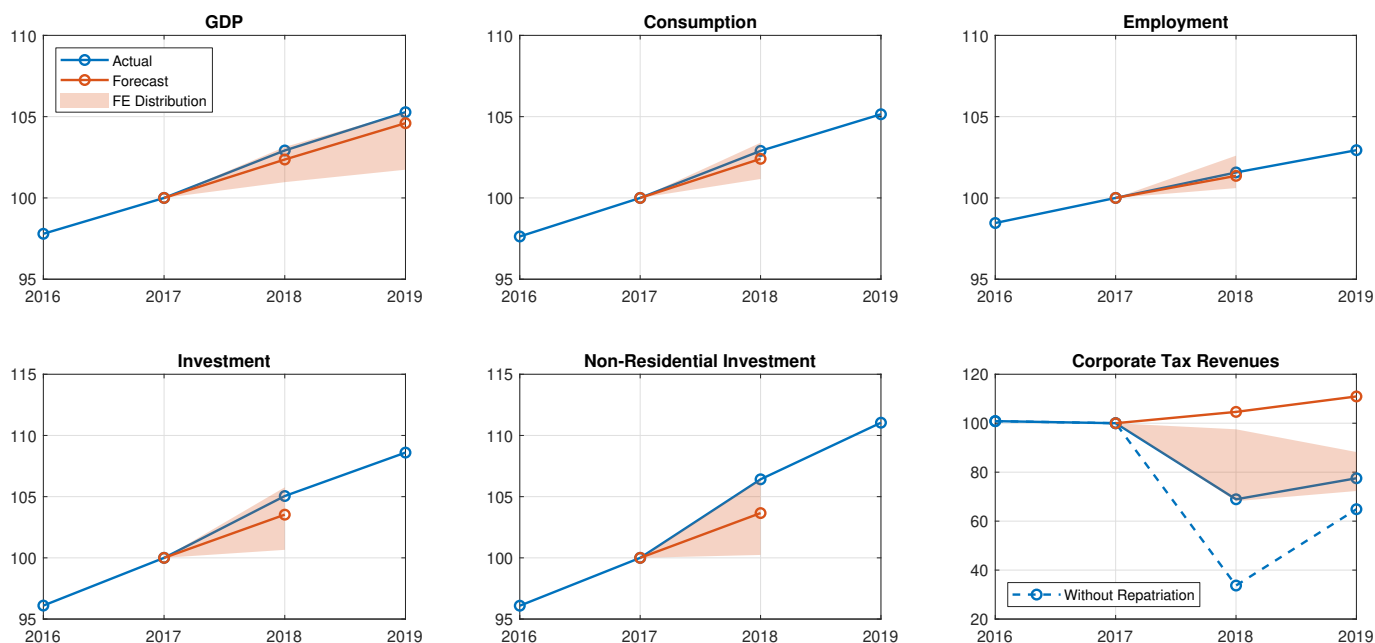 GDP
110
105
100
95
2016 2017 2018 2019
Actual
Forecast
FE Distribution
Consumption
110
105
100
95
2016 2017 2018 2019
Employment
110
105
100
95
2016 2017 2018 2019
Investment
115
110
105
100
95
2016 2017 2018 2019
Non-Residential Investment
115
110
105
100
95
2016 2017 2018 2019
Corporate Tax Revenues
120
100
80
60
40
20
2016 2017 2018 2019
Without Repatriation